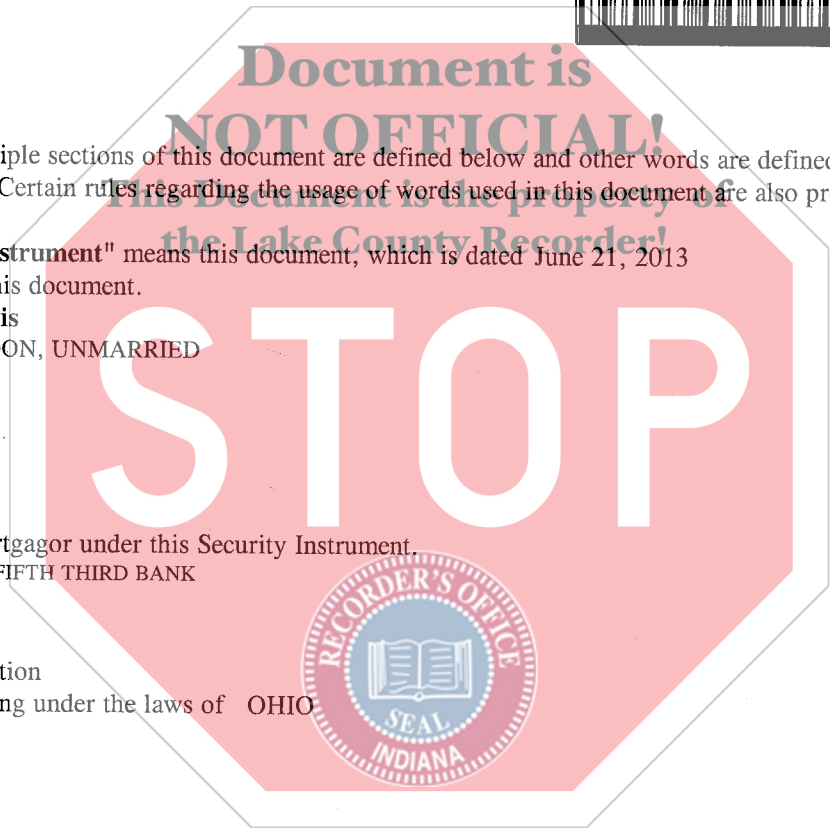 Document is
NOT OFFICIAL!
iple sections of this document are defined below and other words are defined
Certain rules regarding the usage of words used in this document are also pr
This Document is the property of
the Lake County Recorder!
strument" means this document, which is dated June 21, 2013
is document.
is
ON, UNMARRIED
STOP
tgagor under this Security Instrument.
FIFTH THIRD BANK
RECORDER'S OFFICE
tion
ng under the laws of OHIO
SEAL
INDIANA